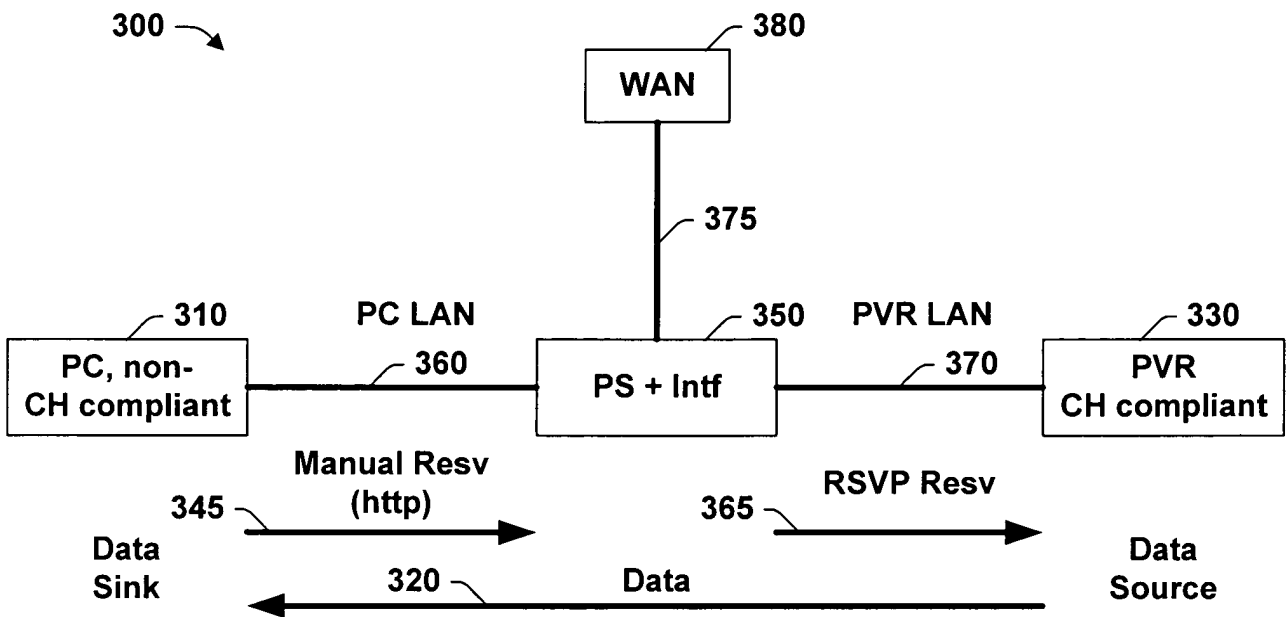 300
380
WAN
375
310
PC LAN
350
PVR LAN
330
PC, non-
CH compliant
360
PS + Intf
370
PVR
CH compliant
Manual Resv
(http)
RSVP Resv
345
365
Data
Sink
320
Data
Data
Source